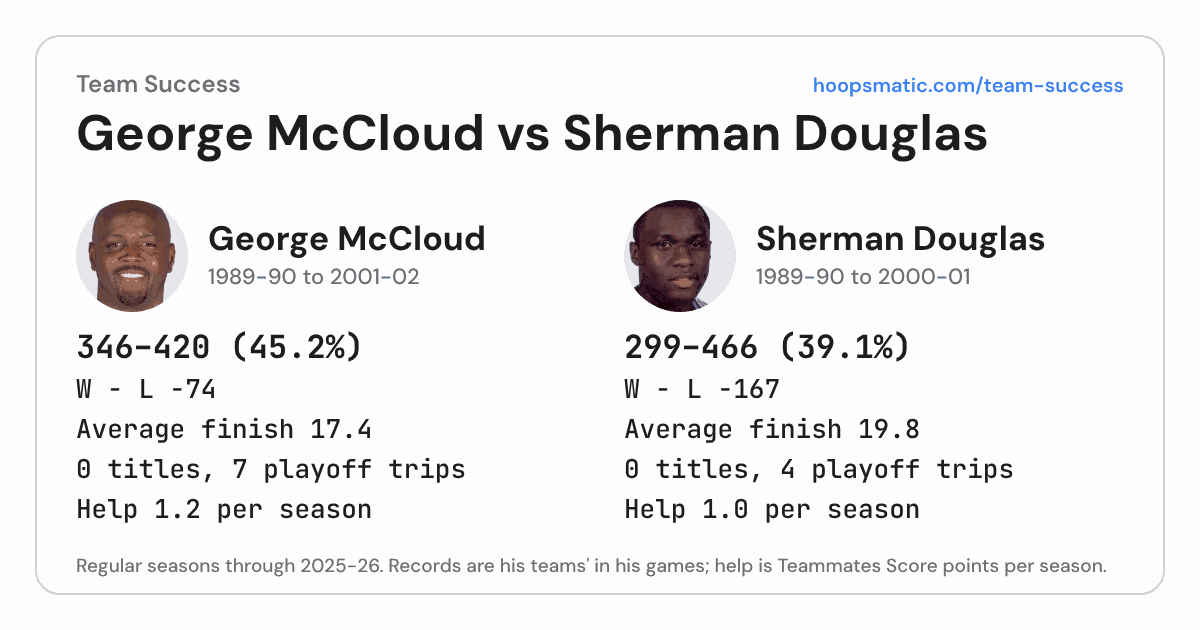 Team Success
hoopsmatic.com/team-success
George McCloud vs Sherman Douglas
George McCloud
1989-90 to 2001-02
346-420 (45.2%)
W - L -74
Average finish 17.4
0 titles, 7 playoff trips
Help 1.2 per season
Sherman Douglas
1989-90 to 2000-01
299-466 (39.1%)
W - L -167
Average finish 19.8
0 titles, 4 playoff trips
Help 1.0 per season
Regular seasons through 2025-26. Records are his teams' in his games; help is Teammates Score points per season.